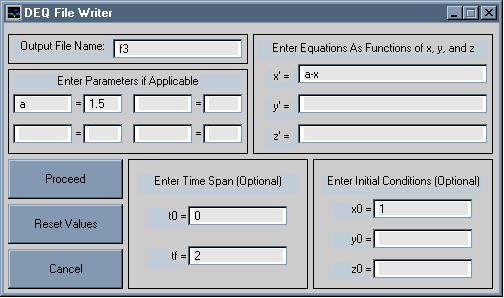 DEQ File Writer
Output File Name: f3
Enter Parameters if Applicable
a = 1.5 =
= =
Enter Equations As Functions of x, y, and z
x' = a-x
y' =
z' =
Proceed
Reset Values
Cancel
Enter Time Span (Optional)
t0 = 0
tf = 2
Enter Initial Conditions (Optional)
x0 = 1
y0 =
z0 =